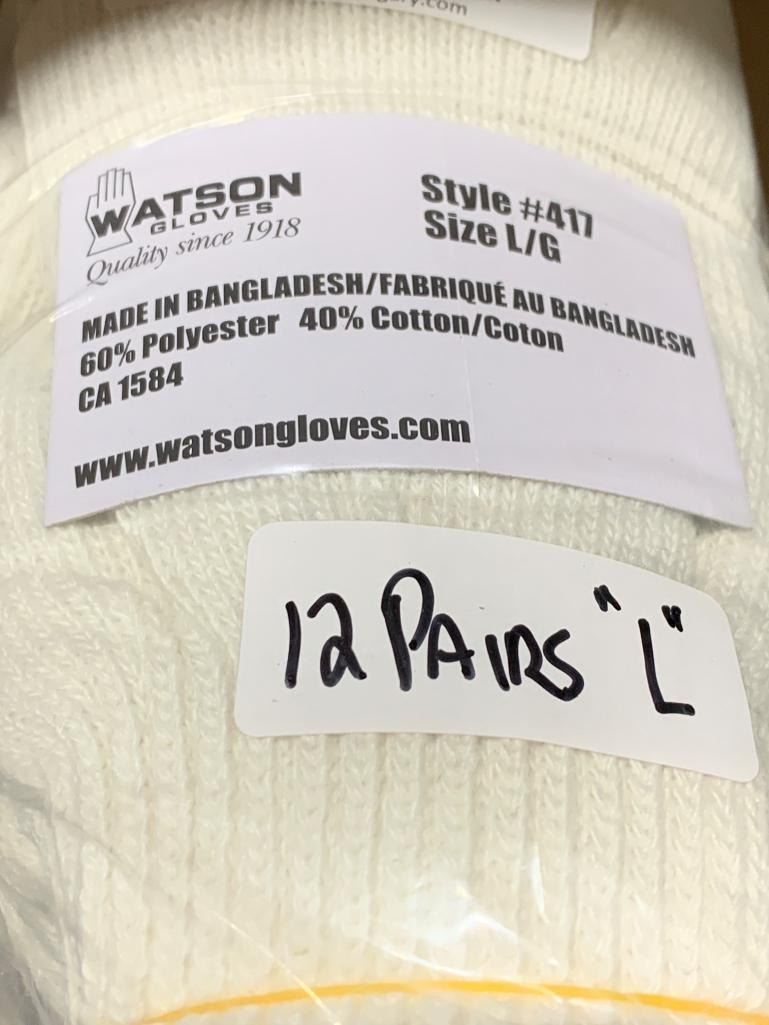 WATSON
GLOVES
Quality since 1918
Style #417
Size L/G
MADE IN BANGLADESH/FABRIQUÉ AU BANGLADESH
60% Polyester 40% Cotton/Coton
CA 1584
www.watsongloves.com
12 PAIRS "L"